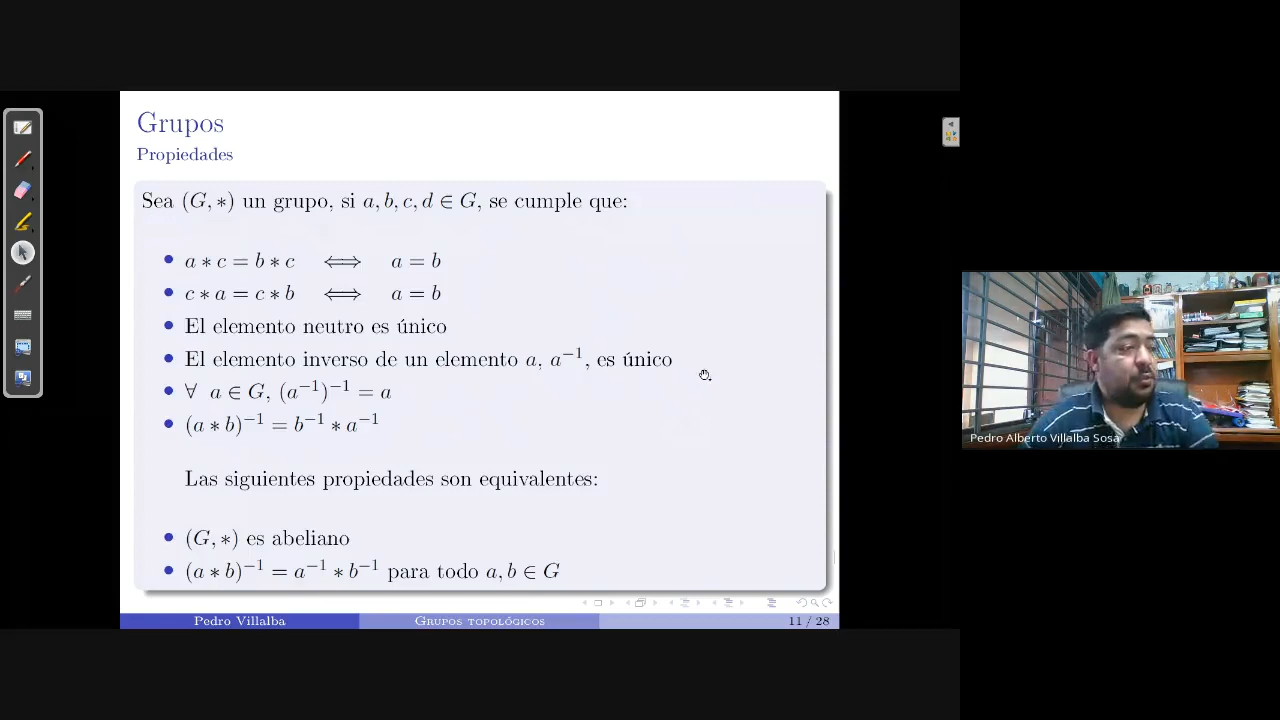 Grupos
Propiedades
Sea (G, ∗) un grupo, si a, b, c, d ∈ G, se cumple que:
• a ∗ c = b ∗ c ⟺ a = b
• c ∗ a = c ∗ b ⟺ a = b
• El elemento neutro es único
• El elemento inverso de un elemento a, a⁻¹, es único
• ∀ a ∈ G, (a⁻¹)⁻¹ = a
• (a ∗ b)⁻¹ = b⁻¹ ∗ a⁻¹
Las siguientes propiedades son equivalentes:
• (G, ∗) es abeliano
• (a ∗ b)⁻¹ = a⁻¹ ∗ b⁻¹ para todo a, b ∈ G
Pedro Villalba Grupos topológicos 11 / 28
Pedro Alberto Villalba Sosa